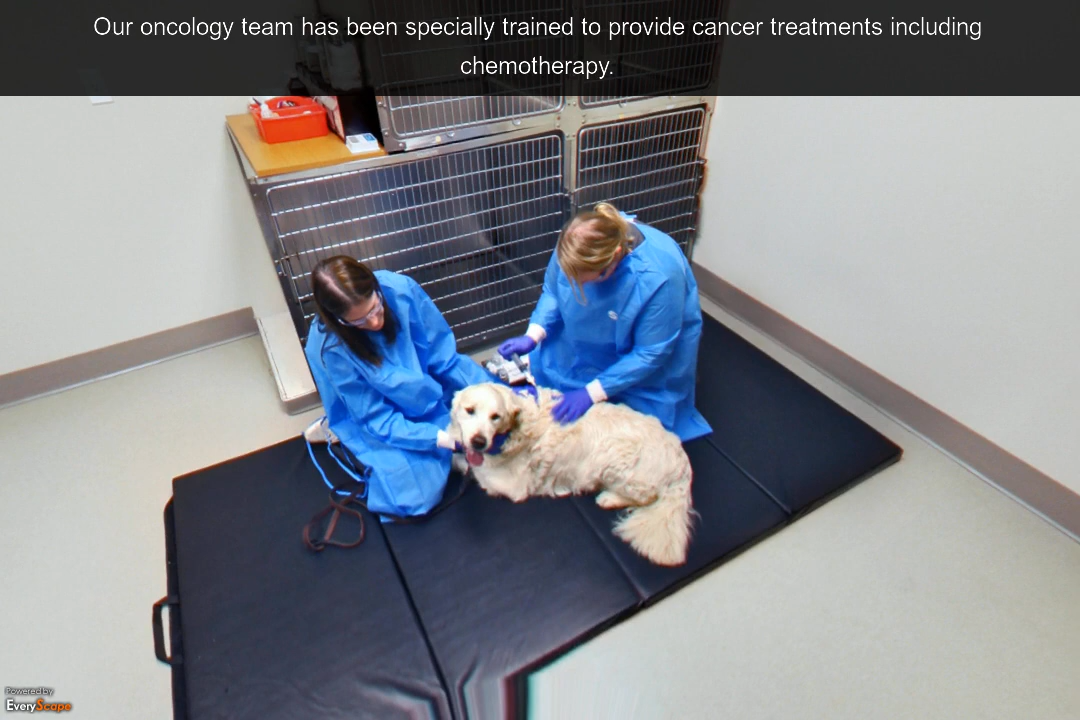 Our oncology team has been specially trained to provide cancer treatments including
chemotherapy.
Powered by
EveryScape